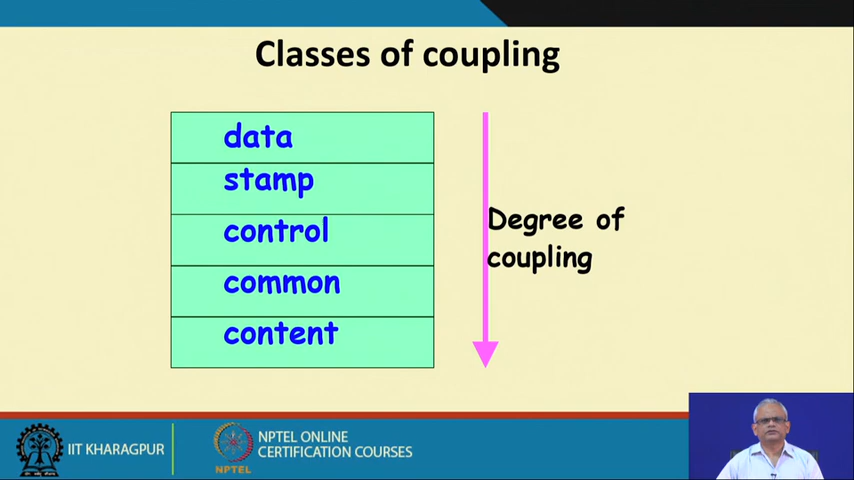 Classes of coupling
data
stamp
control
common
content
Degree of
coupling
IIT KHARAGPUR
NPTEL
NPTEL ONLINE
CERTIFICATION COURSES